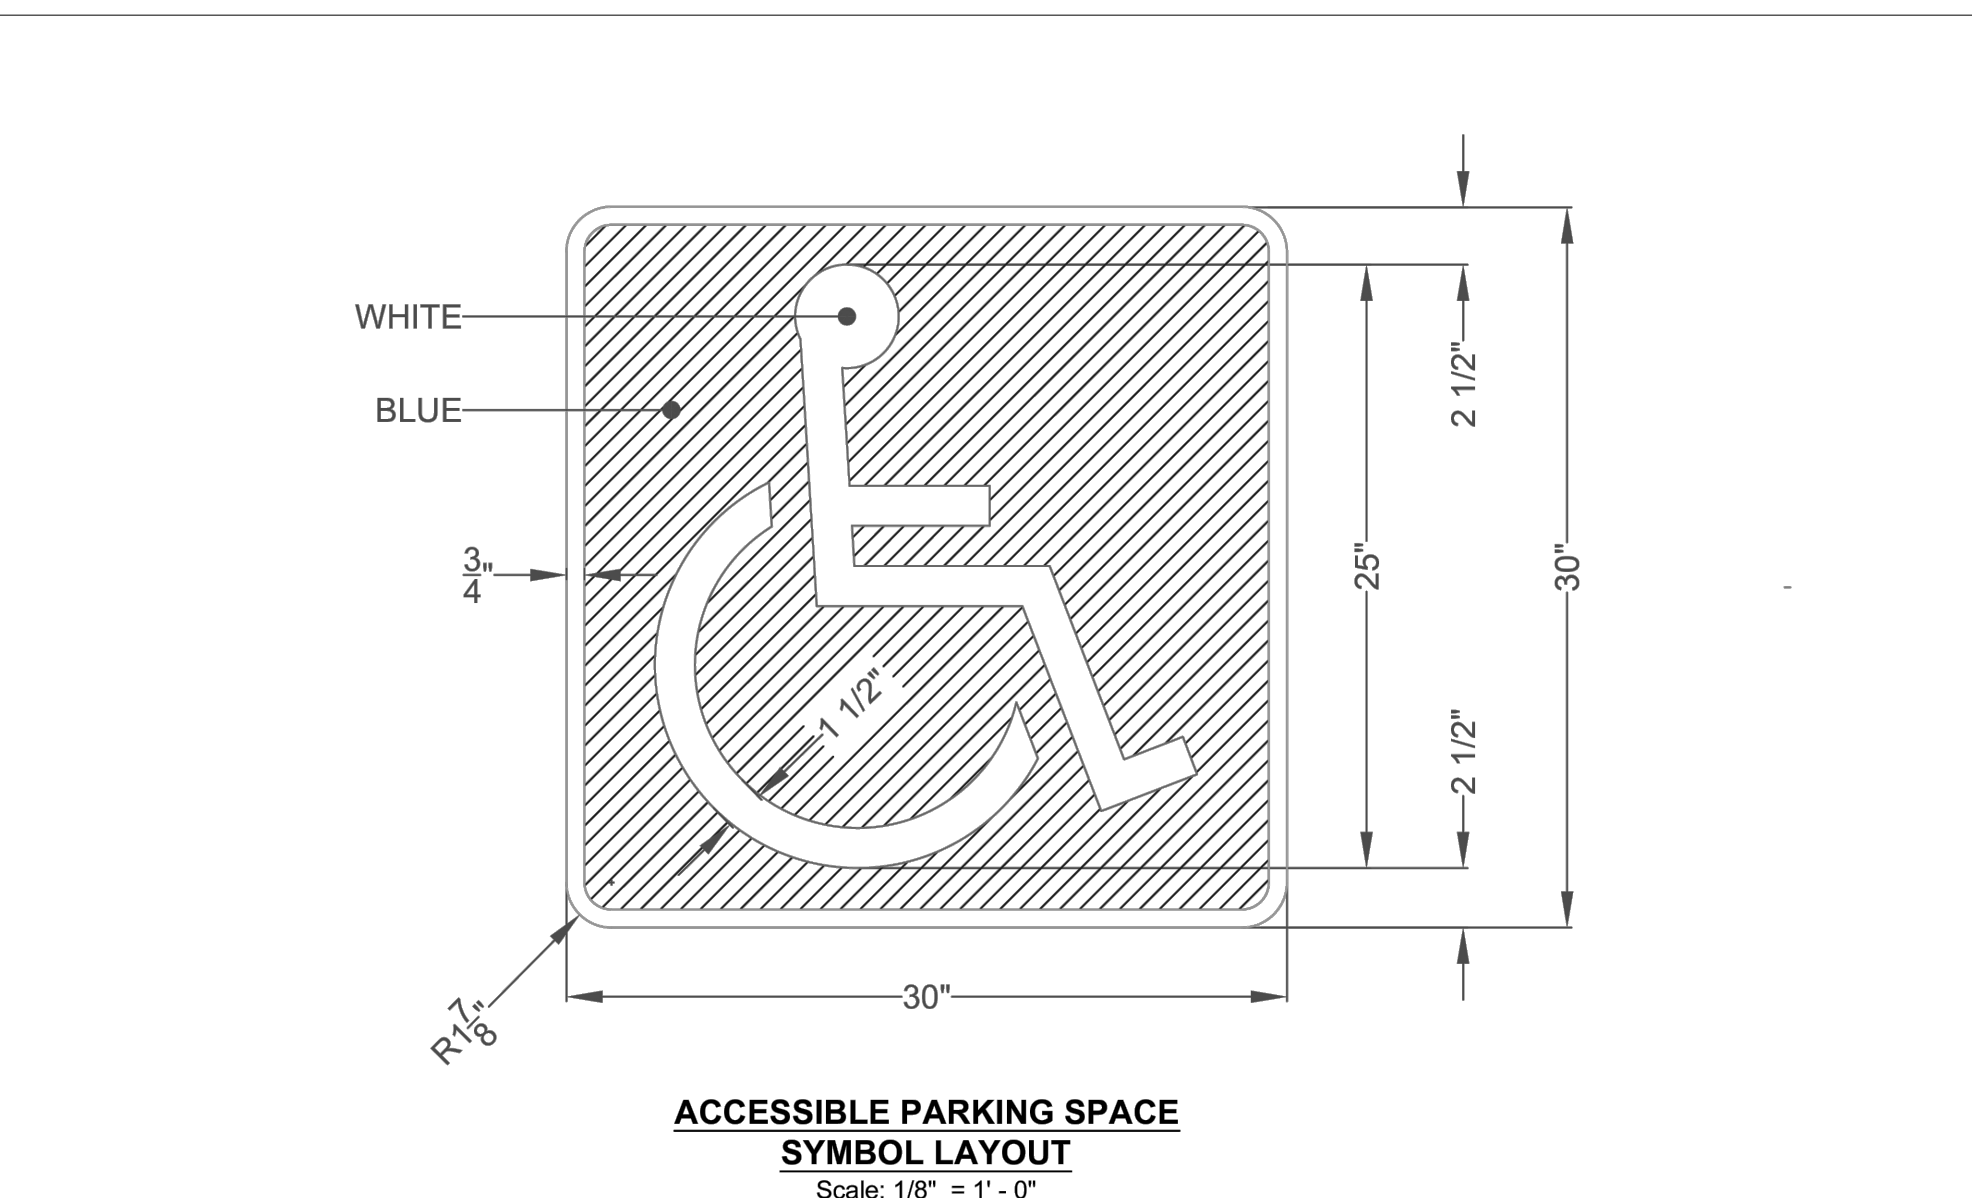 WHITE
2 1/2"
BLUE
3/4"
25"
30"
1 1/2"
2 1/2"
30"
R1 7/8"
ACCESSIBLE PARKING SPACE
SYMBOL LAYOUT
Scale: 1/8" = 1' - 0"